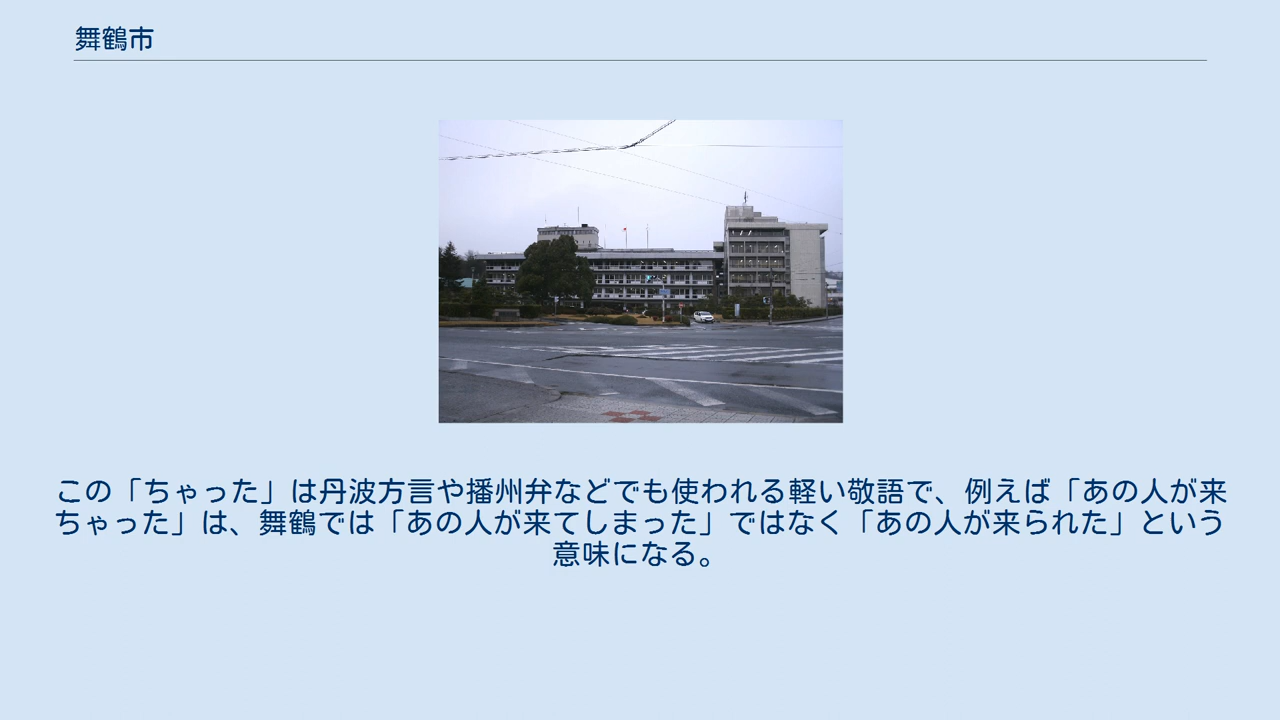 舞鶴市
この「ちゃった」は丹波方言や播州弁などでも使われる軽い敬語で、例えば「あの人が来
ちゃった」は、舞鶴では「あの人が来てしまった」ではなく「あの人が来られた」という
意味になる。